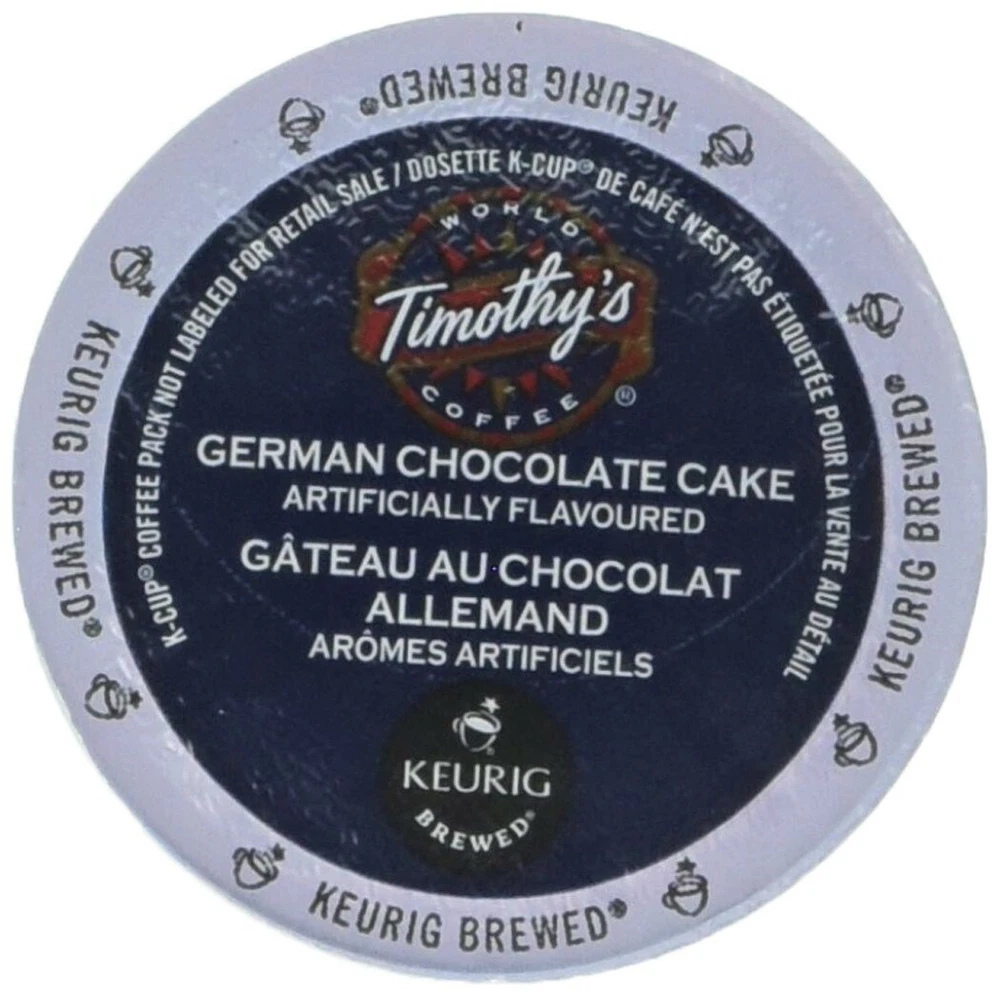 KEURIG BREWED®
K-CUP® COFFEE PACK NOT LABELED FOR RETAIL SALE / DOSETTE K-CUP® DE CAFÉ N'EST PAS ÉTIQUETÉE POUR LA VENTE AU DÉTAIL
WORLD
Timothy's
COFFEE ®
GERMAN CHOCOLATE CAKE
ARTIFICIALLY FLAVOURED
GÂTEAU AU CHOCOLAT
ALLEMAND
ARÔMES ARTIFICIELS
KEURIG
BREWED®
KEURIG BREWED®
KEURIG BREWED®
KEURIG BREWED®